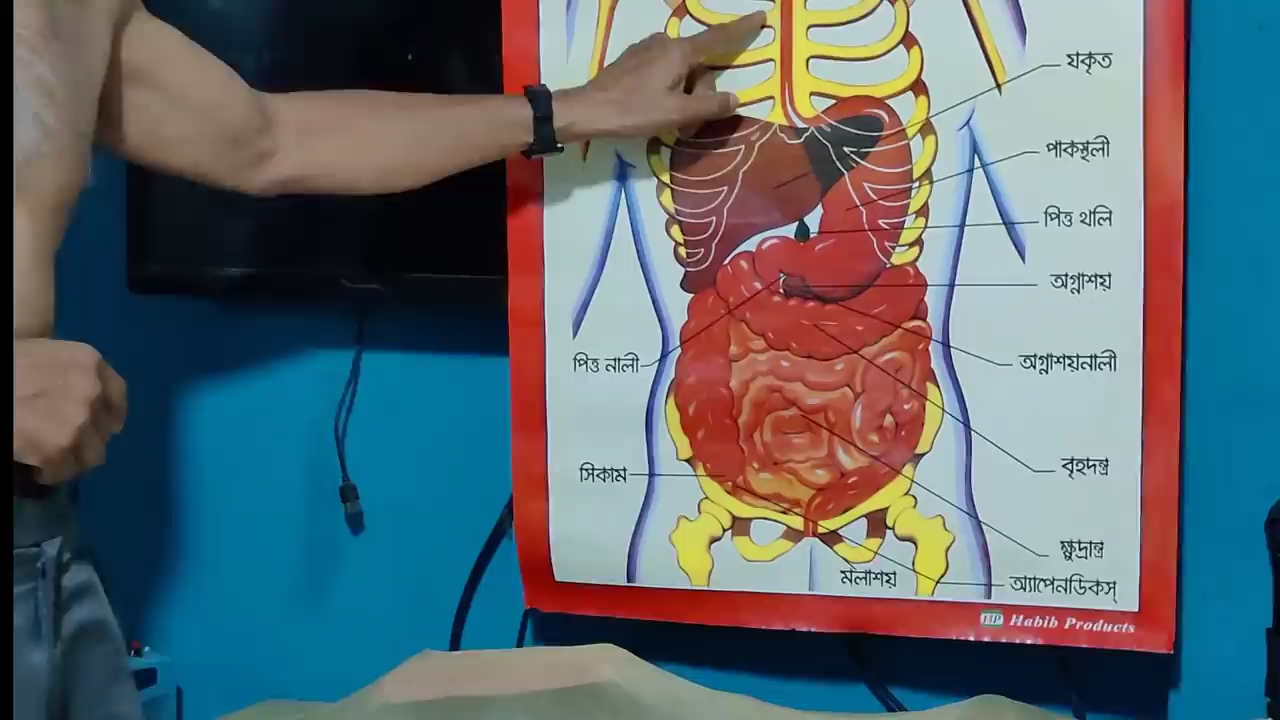 যকৃত
পাকস্থলী
পিত্ত থলি
অগ্নাশয়
পিত্ত নালী
অগ্নাশয়নালী
বৃহদন্ত্র
সিকাম
ক্ষুদ্রান্ত্র
মলাশয়
অ্যাপেনডিকস্
HP Habib Products